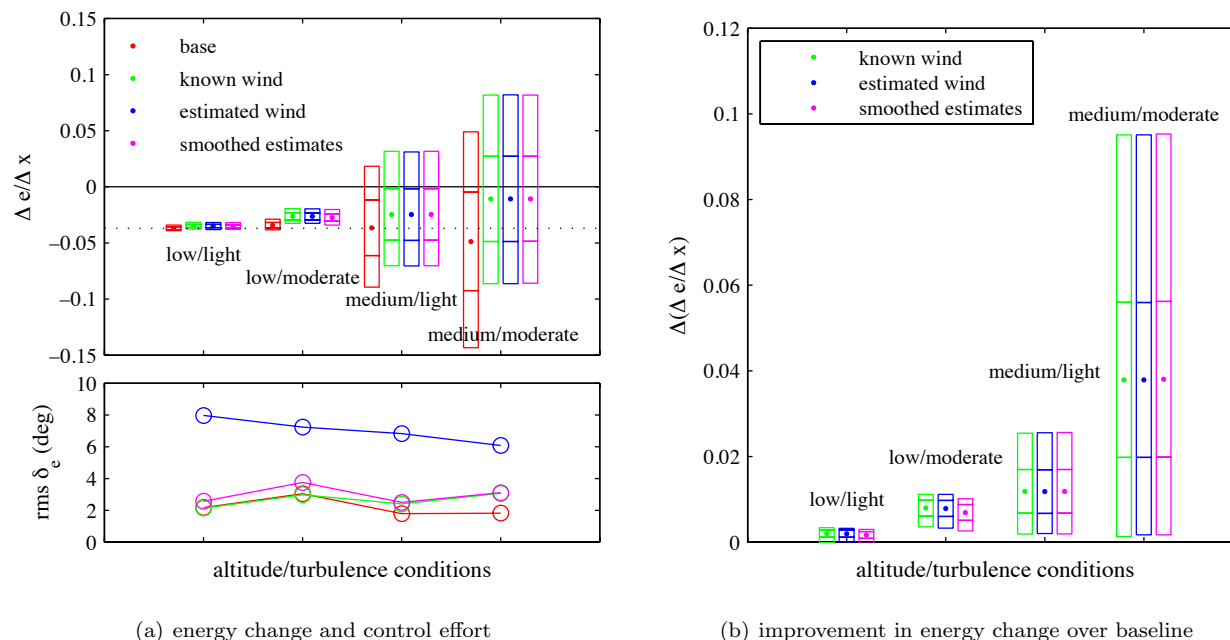 0.15
0.1
0.05
0
−0.05
−0.1
−0.15
Δ e/Δ x
base
known wind
estimated wind
smoothed estimates
low/light
low/moderate
medium/light
medium/moderate
10
8
6
4
2
0
rms δ_e (deg)
altitude/turbulence conditions
(a) energy change and control effort
0.12
0.1
0.08
0.06
0.04
0.02
0
Δ(Δ e/Δ x)
known wind
estimated wind
smoothed estimates
medium/moderate
medium/light
low/moderate
low/light
altitude/turbulence conditions
(b) improvement in energy change over baseline